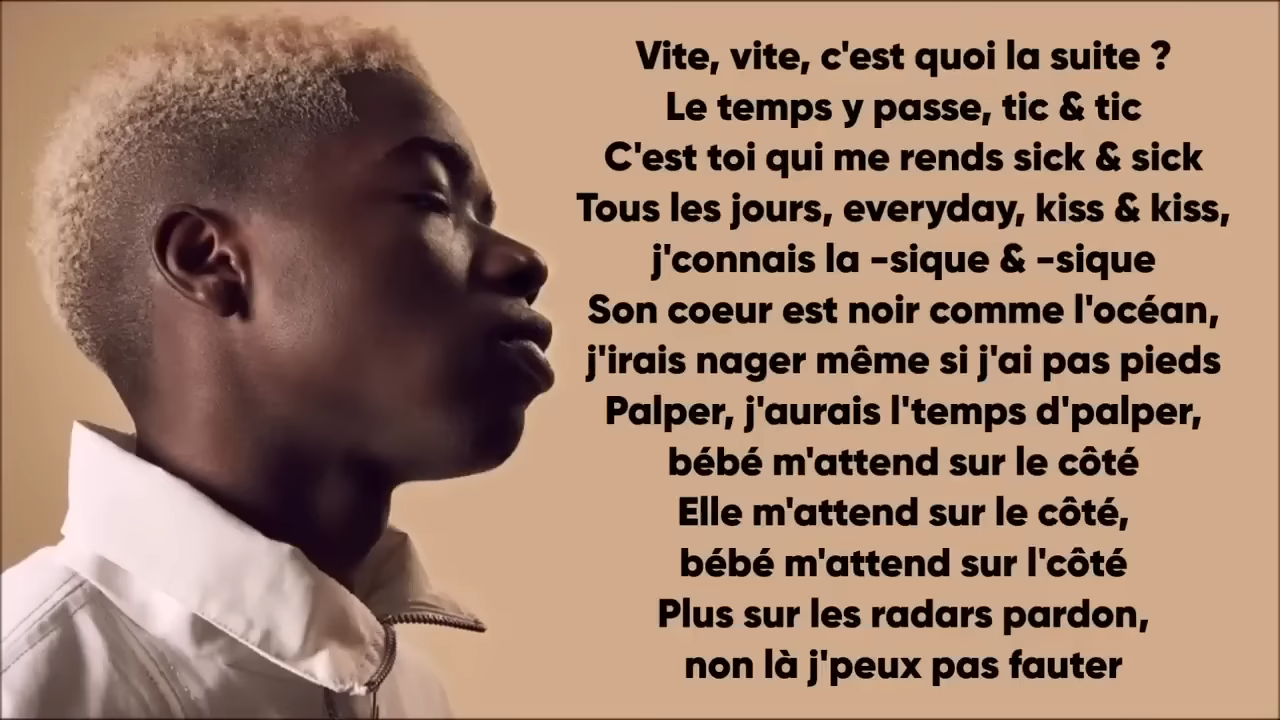 Vite, vite, c'est quoi la suite ?
Le temps y passe, tic & tic
C'est toi qui me rends sick & sick
Tous les jours, everyday, kiss & kiss,
j'connais la -sique & -sique
Son coeur est noir comme l'océan,
j'irais nager même si j'ai pas pieds
Palper, j'aurais l'temps d'palper,
bébé m'attend sur le côté
Elle m'attend sur le côté,
bébé m'attend sur l'côté
Plus sur les radars pardon,
non là j'peux pas fauter